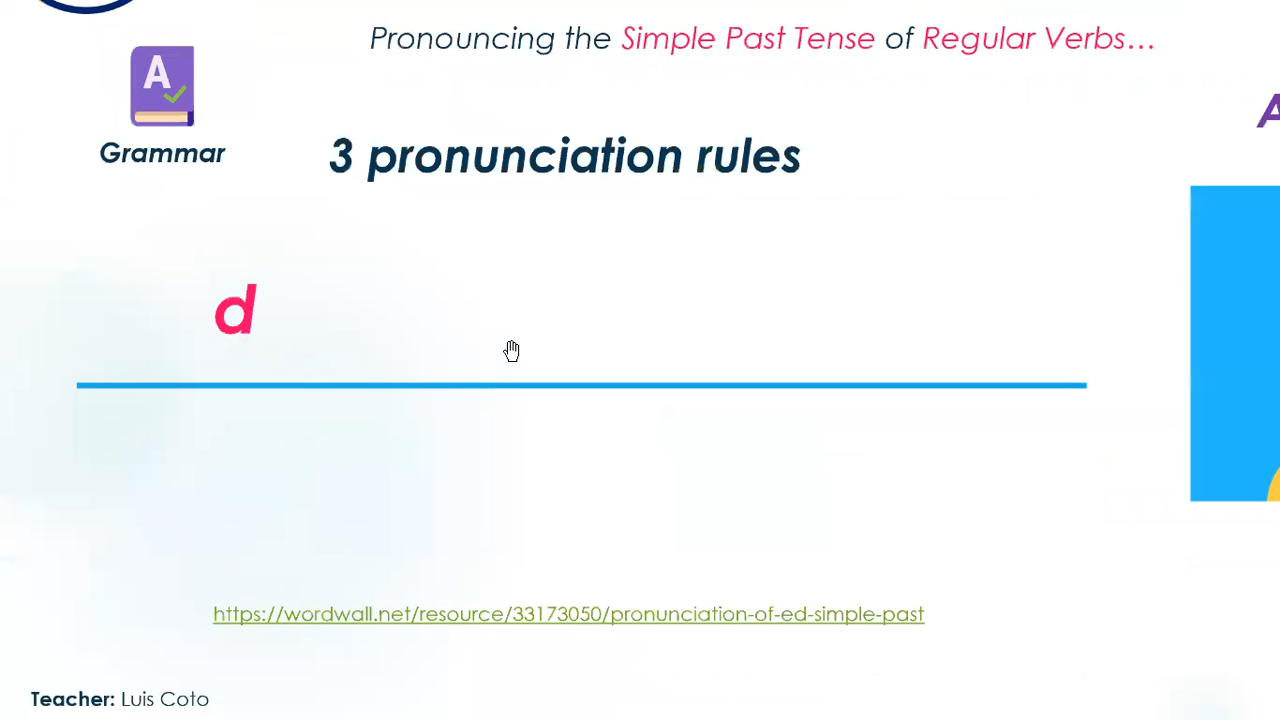 Pronouncing the Simple Past Tense of Regular Verbs...
A
Grammar
3 pronunciation rules
A
d
https://wordwall.net/resource/33173050/pronunciation-of-ed-simple-past
Teacher: Luis Coto